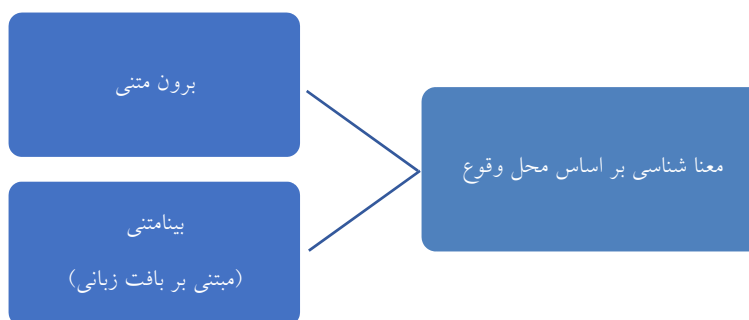 معنا شناسی بر اساس محل وقوع
برون متنی
بینامتنی
(مبتنی بر بافت زبانی)